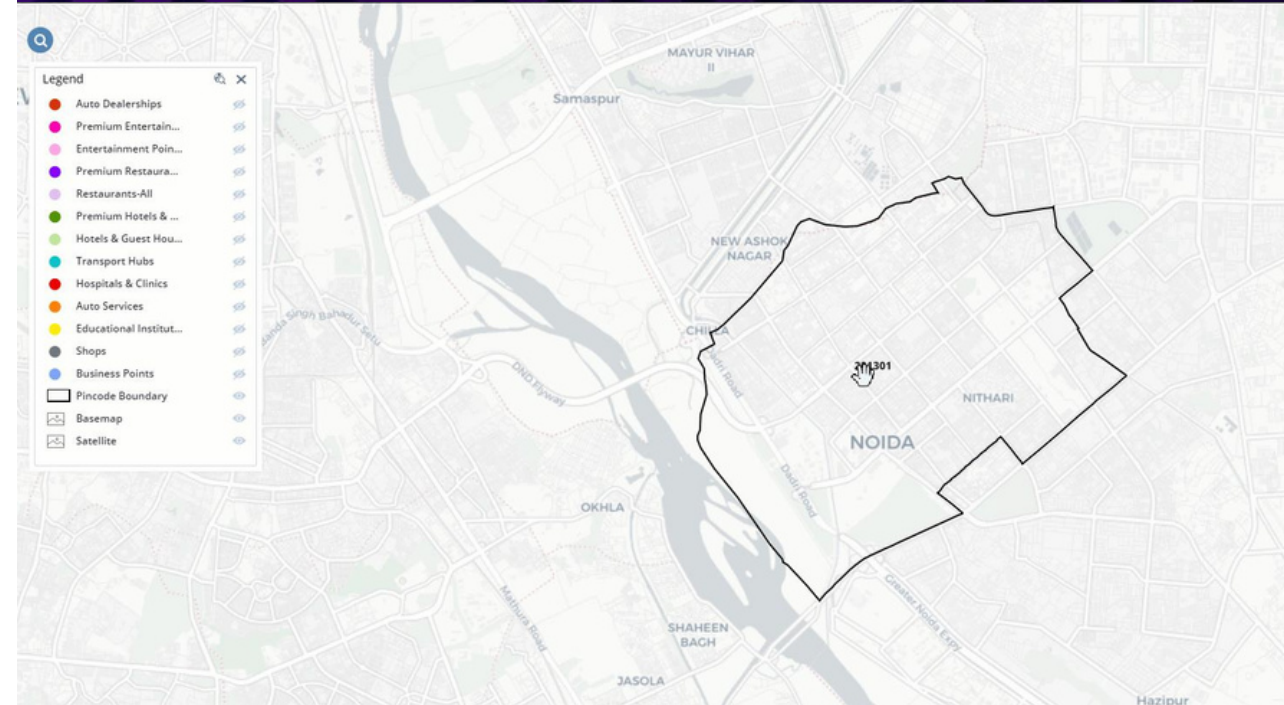 Legend
Auto Dealerships
Premium Entertain...
Entertainment Poin...
Premium Restaura...
Restaurants-All
Premium Hotels & ...
Hotels & Guest Hou...
Transport Hubs
Hospitals & Clinics
Auto Services
Educational Institut...
Shops
Business Points
Pincode Boundary
Basemap
Satellite
MAYUR VIHAR
II
Samaspur
NEW ASHOK
NAGAR
CHILLA
Dadri Road
DND Flyway
NITHARI
NOIDA
Dadri Road
OKHLA
Mathura Road
Greater Noida Expy
SHAHEEN
BAGH
JASOLA
Hazipur